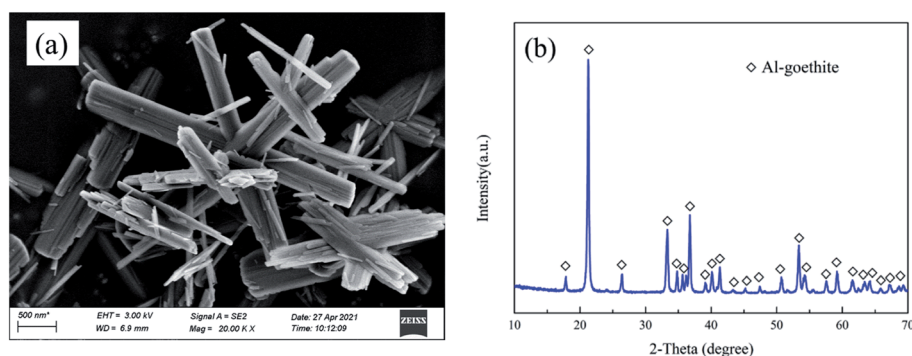 (a)
500 nm*
EHT = 3.00 kV
WD = 6.9 mm
Signal A = SE2
Mag = 20.00 K X
Date: 27 Apr 2021
Time: 10:12:09
ZEISS
(b)
◇ Al-goethite
Intensity(a.u.)
10 20 30 40 50 60 70
2-Theta (degree)